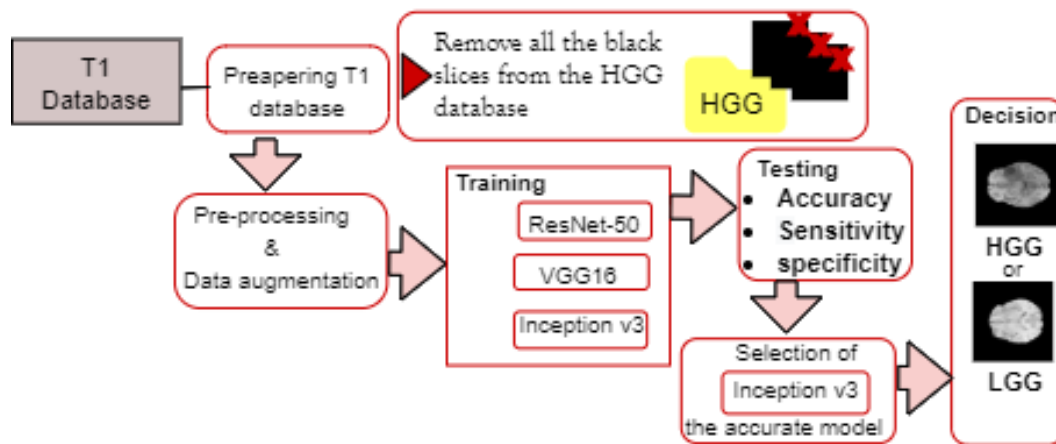 T1
Database
Preapering T1
database
Remove all the black
slices from the HGG
database
HGG
Pre-processing
&
Data augmentation
Training
ResNet-50
VGG16
Inception v3
Testing
• Accuracy
• Sensitivity
• specificity
Selection of
Inception v3
the accurate model
Decision
HGG
or
LGG